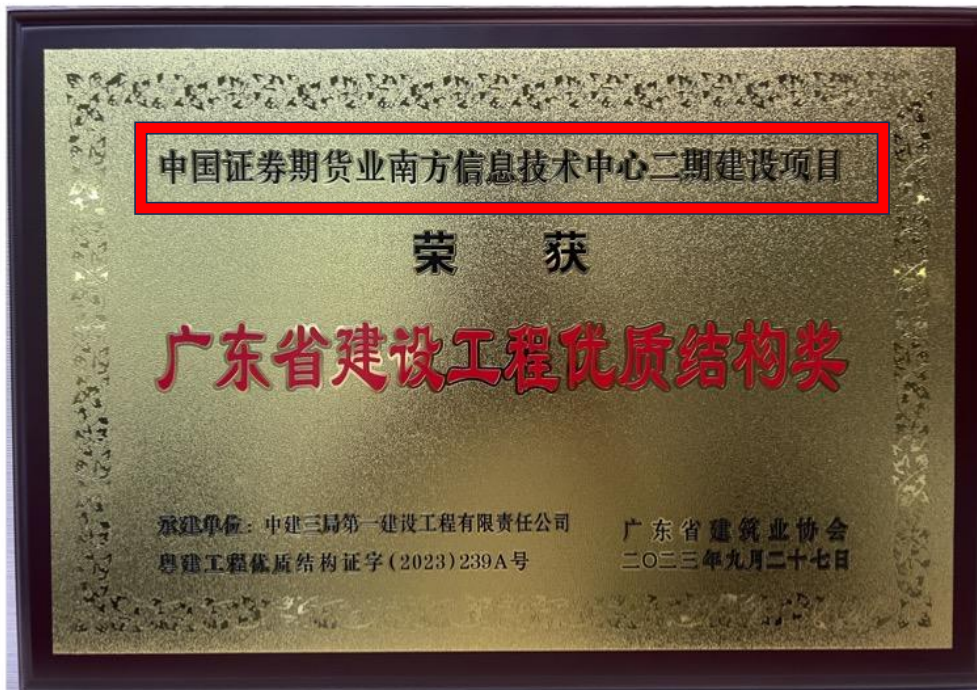 中国证券期货业南方信息技术中心二期建设项目
荣 获
广东省建设工程优质结构奖
承建单位：中建三局第一建设工程有限责任公司
粤建工程优质结构证字(2023)239A号
广东省建筑业协会
二〇二三年九月二十七日